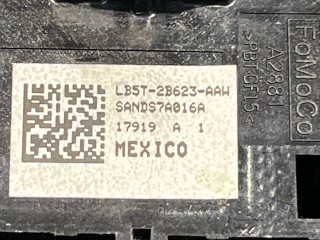 LB5T-2B623-AAW
SANDS7A016A
17919 A 1
MEXICO
FoMoCo
A2881
>PBT-GF15<